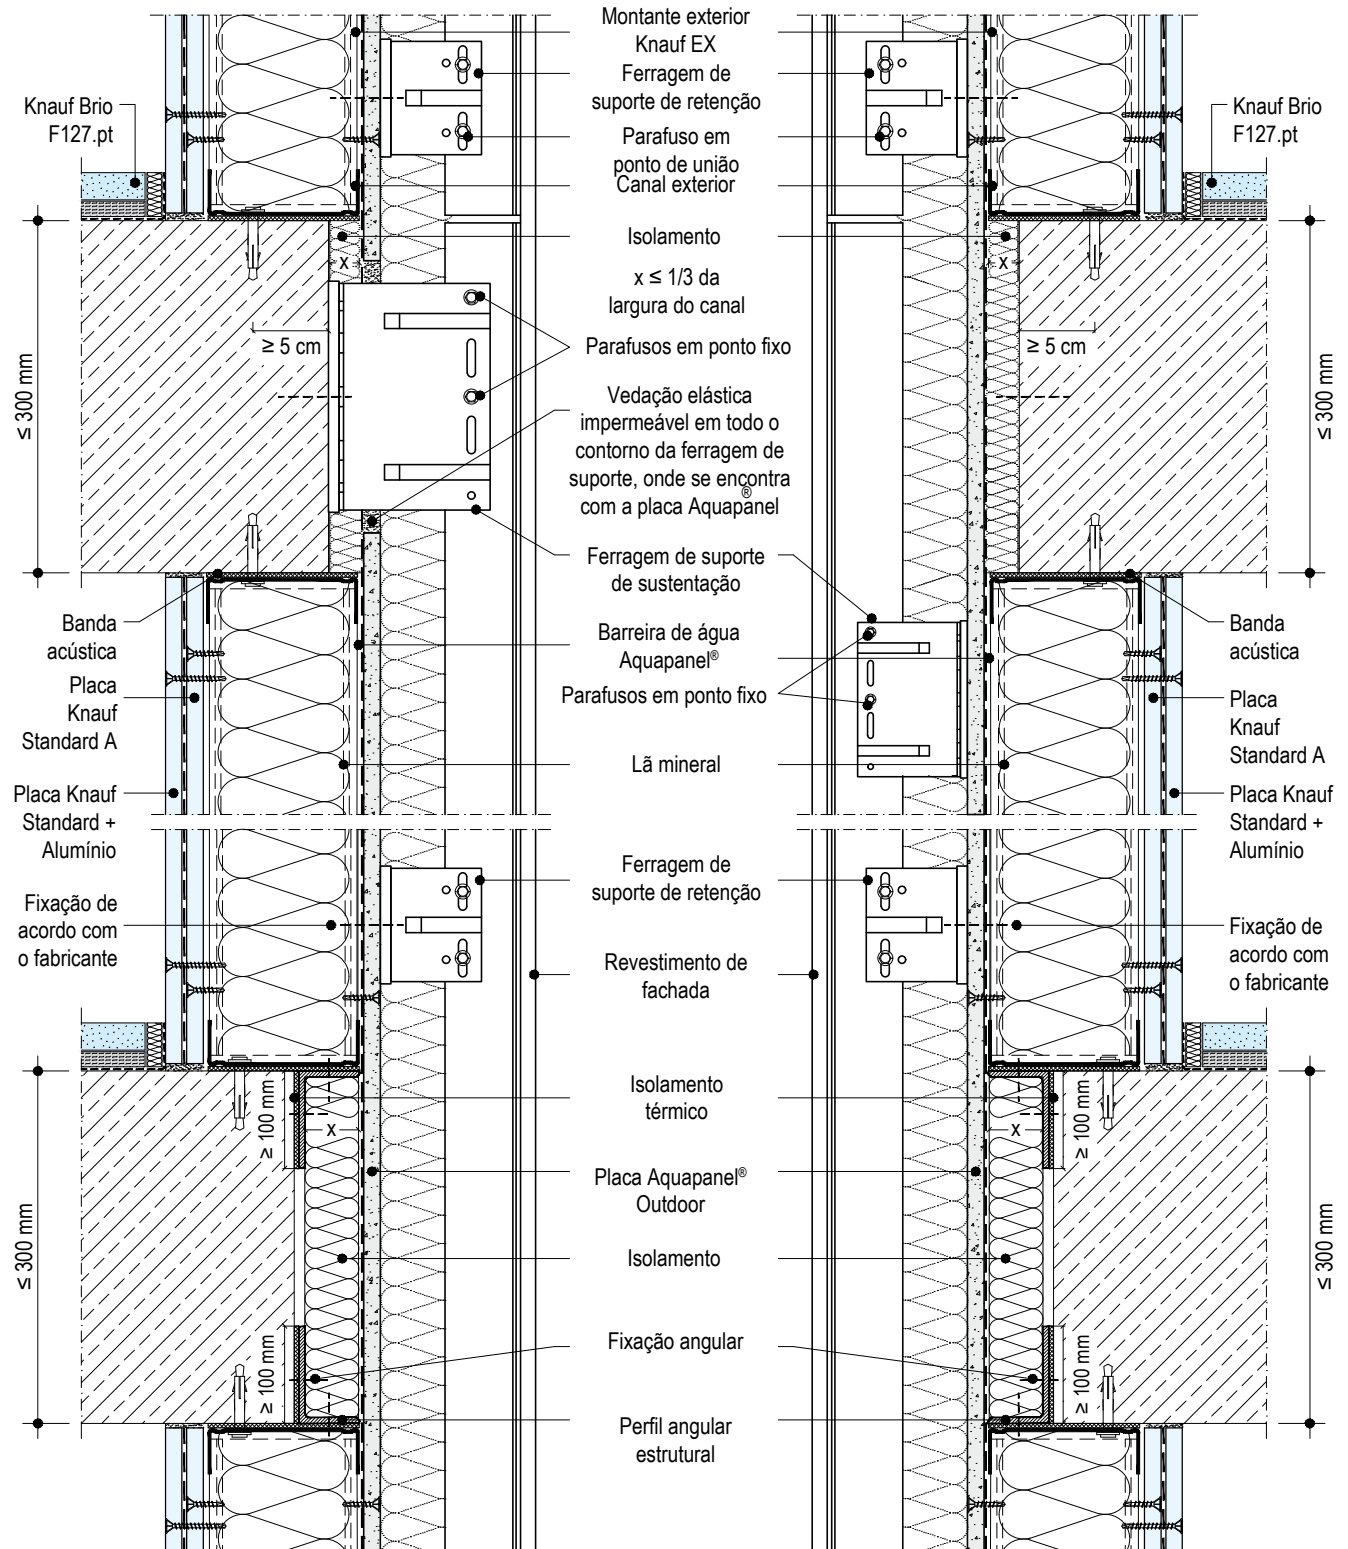 Montante exterior
Knauf EX
Ferragem de
suporte de retenção
Parafuso em
ponto de união
Canal exterior
Isolamento
x ≤ 1/3 da
largura do canal
Parafusos em ponto fixo
Vedação elástica
impermeável em todo o
contorno da ferragem de
suporte, onde se encontra
com a placa Aquapanel®
Ferragem de suporte
de sustentação
Barreira de água
Aquapanel®
Parafusos em ponto fixo
Lã mineral
Ferragem de
suporte de retenção
Revestimento de
fachada
Isolamento
térmico
Placa Aquapanel®
Outdoor
Isolamento
Fixação angular
Perfil angular
estrutural
Knauf Brio
F127.pt
x
≥ 5 cm
≤ 300 mm
Banda
acústica
Placa
Knauf
Standard A
Placa Knauf
Standard +
Alumínio
Fixação de
acordo com
o fabricante
≥ 100 mm
x
≤ 300 mm
≥ 100 mm
Knauf Brio
F127.pt
x
≥ 5 cm
≤ 300 mm
Banda
acústica
Placa
Knauf
Standard A
Placa Knauf
Standard +
Alumínio
Fixação de
acordo com
o fabricante
x
≥ 100 mm
≤ 300 mm
≥ 100 mm